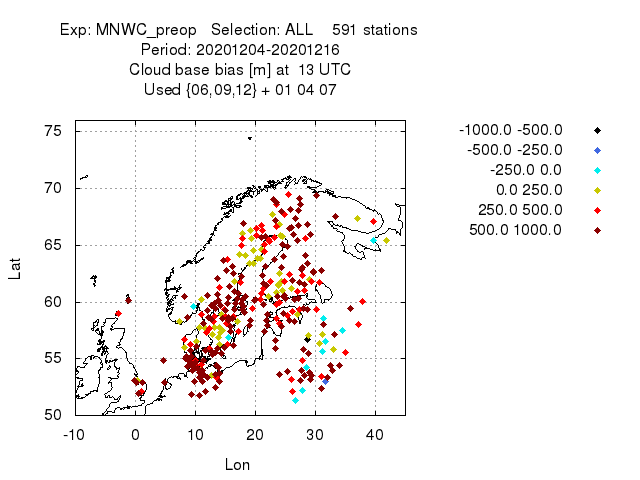 Exp: MNWC_preop   Selection: ALL    591 stations
Period: 20201204-20201216
Cloud base bias [m] at  13 UTC
Used {06,09,12} + 01 04 07
-1000.0 -500.0
-500.0 -250.0
-250.0 0.0
0.0 250.0
250.0 500.0
500.0 1000.0
75
70
65
60
55
50
Lat
-10 0 10 20 30 40
Lon